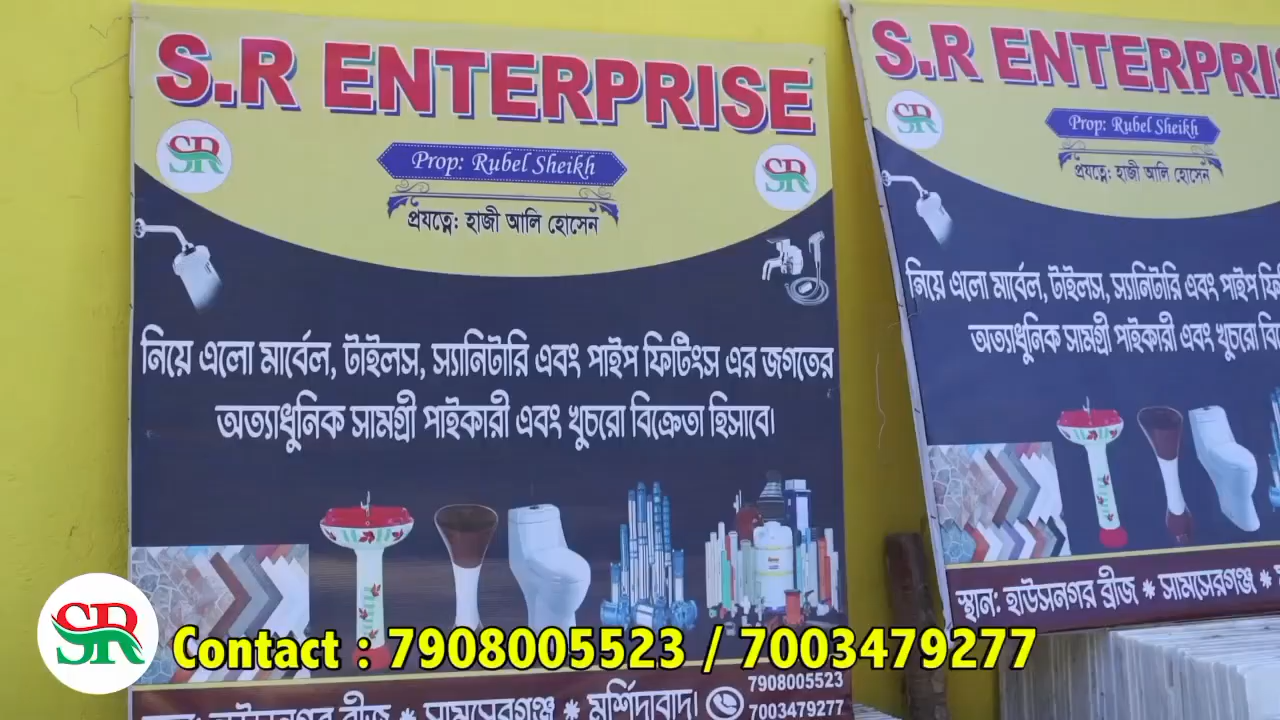 S.R ENTERPRISE
SR
Prop: Rubel Sheikh
SR
প্রযত্নে: হাজী আলি হোসেন
নিয়ে এলো মার্বেল, টাইলস, স্যানিটারি এবং পাইপ ফিটিংস এর জগতের
অত্যাধুনিক সামগ্রী পাইকারী এবং খুচরো বিক্রেতা হিসাবে।
স্থান: হাউসনগর ব্রীজ * সামসেরগঞ্জ * মুর্শিদাবাদ।
7908005523
7003479277
S.R ENTERPRIS
SR
Prop: Rubel Sheikh
প্রযত্নে: হাজী আলি হোসেন
নিয়ে এলো মার্বেল, টাইলস, স্যানিটারি এবং পাইপ
অত্যাধুনিক সামগ্রী পাইকারী এবং খুচরো
স্থান: হাউসনগর ব্রীজ * সামসেরগঞ্জ *
SR
Contact : 7908005523 / 7003479277